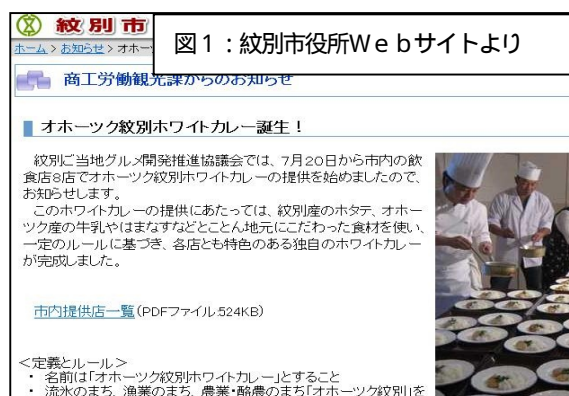 紋別市
図1:紋別市役所Webサイトより
ホーム > お知らせ > オホー
商工労働観光課からのお知らせ
オホーツク紋別ホワイトカレー誕生!
紋別ご当地グルメ開発推進協議会では、7月20日から市内の飲
食店8店でオホーツク紋別ホワイトカレーの提供を始めましたので、
お知らせします。
このホワイトカレーの提供にあたっては、紋別産のホタテ、オホー
ツク産の牛乳やはまなすなどとことん地元にこだわった食材を使い、
一定のルールに基づき、各店とも特色のある独自のホワイトカレー
が完成しました。
市内提供店一覧(PDFファイル524KB)
<定義とルール>
・ 名前は「オホーツク紋別ホワイトカレー」とすること
・ 流氷のまち、漁業のまち、農業・酪農のまち「オホーツク紋別」を